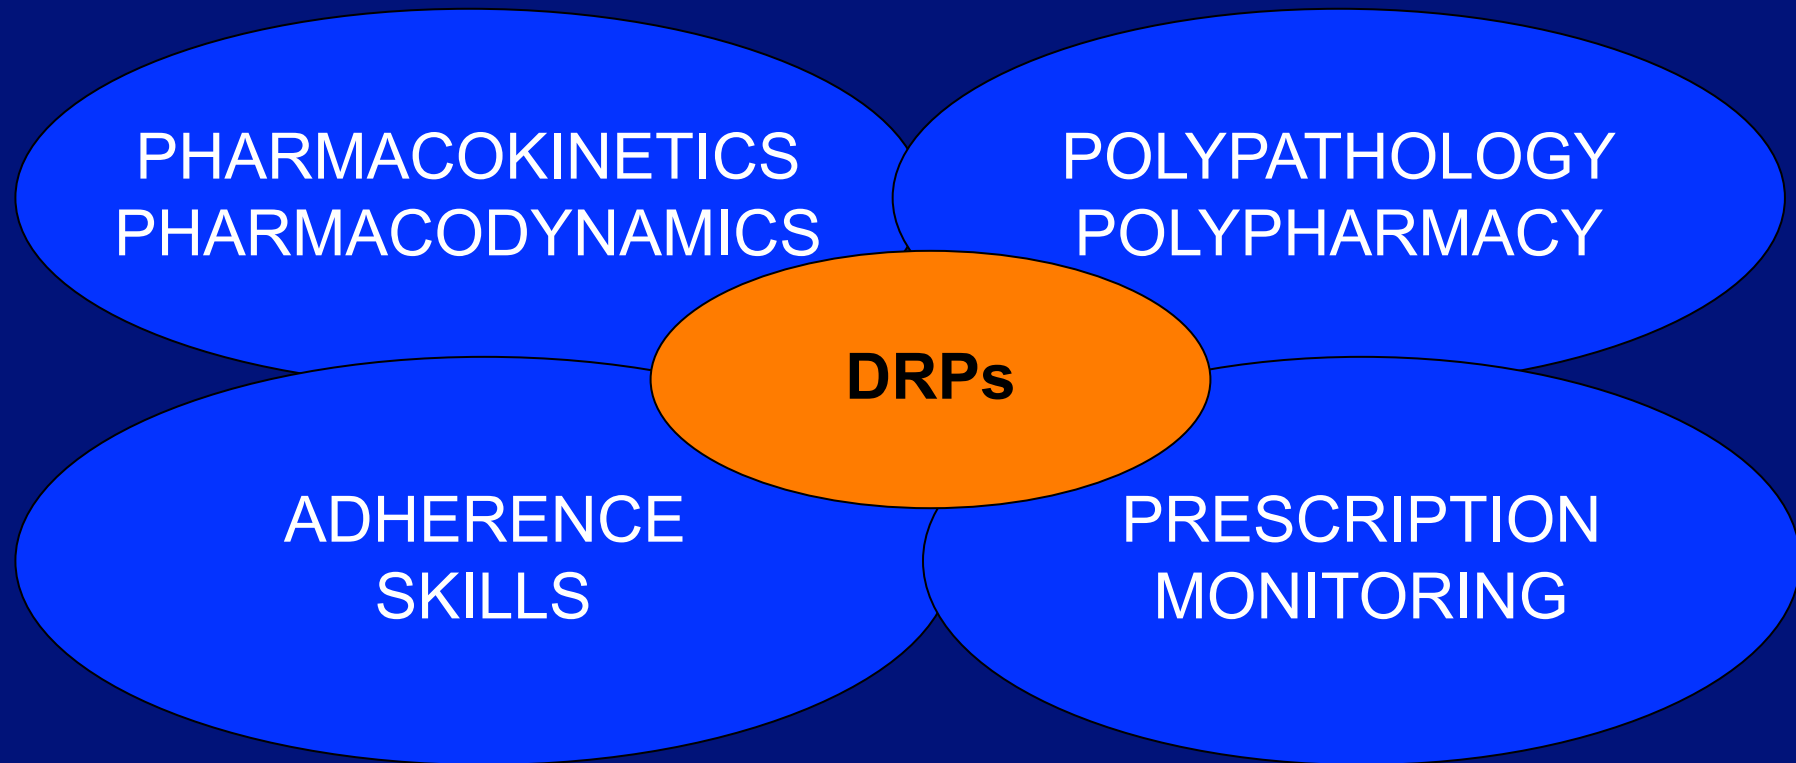 PHARMACOKINETICS
PHARMACODYNAMICS
POLYPATHOLOGY
POLYPHARMACY
DRPs
ADHERENCE
SKILLS
PRESCRIPTION
MONITORING